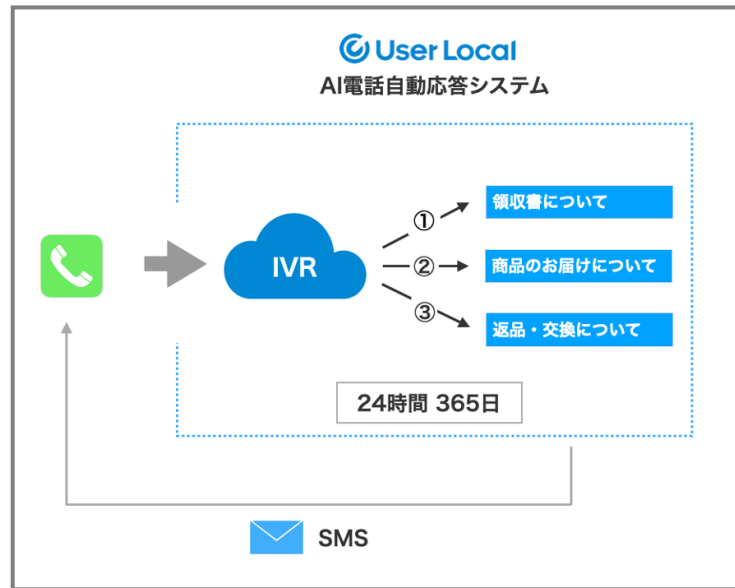 User Local
AI電話自動応答システム
IVR
①
領収書について
②
商品のお届けについて
③
返品・交換について
24時間 365日
SMS